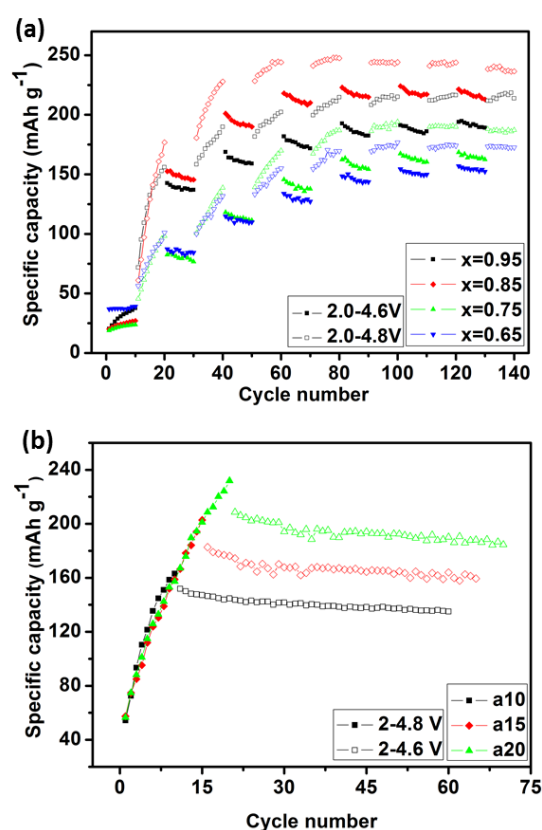 (a)
Specific capacity (mAh g⁻¹)
250
200
150
100
50
0
0 20 40 60 80 100 120 140
Cycle number
2.0-4.6V
2.0-4.8V
x=0.95
x=0.85
x=0.75
x=0.65
(b)
Specific capacity (mAh g⁻¹)
240
200
160
120
80
40
0 15 30 45 60 75
Cycle number
2-4.8 V
2-4.6 V
a10
a15
a20